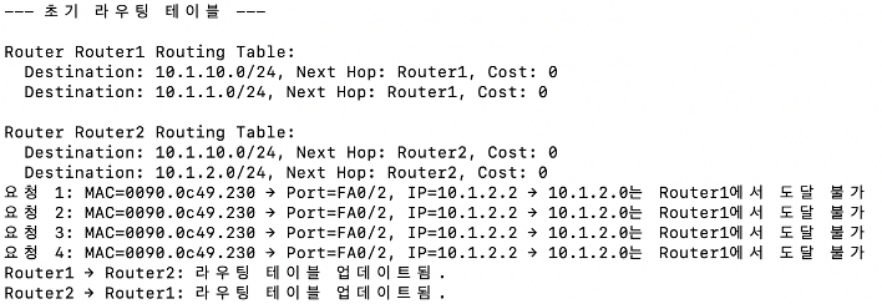 --- 초기 라우팅 테이블 ---
Router Router1 Routing Table:
Destination: 10.1.10.0/24, Next Hop: Router1, Cost: 0
Destination: 10.1.1.0/24, Next Hop: Router1, Cost: 0
Router Router2 Routing Table:
Destination: 10.1.10.0/24, Next Hop: Router2, Cost: 0
Destination: 10.1.2.0/24, Next Hop: Router2, Cost: 0
요청 1: MAC=0090.0c49.230 → Port=FA0/2, IP=10.1.2.2 → 10.1.2.0는 Router1에서 도달 불가
요청 2: MAC=0090.0c49.230 → Port=FA0/2, IP=10.1.2.2 → 10.1.2.0는 Router1에서 도달 불가
요청 3: MAC=0090.0c49.230 → Port=FA0/2, IP=10.1.2.2 → 10.1.2.0는 Router1에서 도달 불가
요청 4: MAC=0090.0c49.230 → Port=FA0/2, IP=10.1.2.2 → 10.1.2.0는 Router1에서 도달 불가
Router1 → Router2: 라우팅 테이블 업데이트됨.
Router2 → Router1: 라우팅 테이블 업데이트됨.